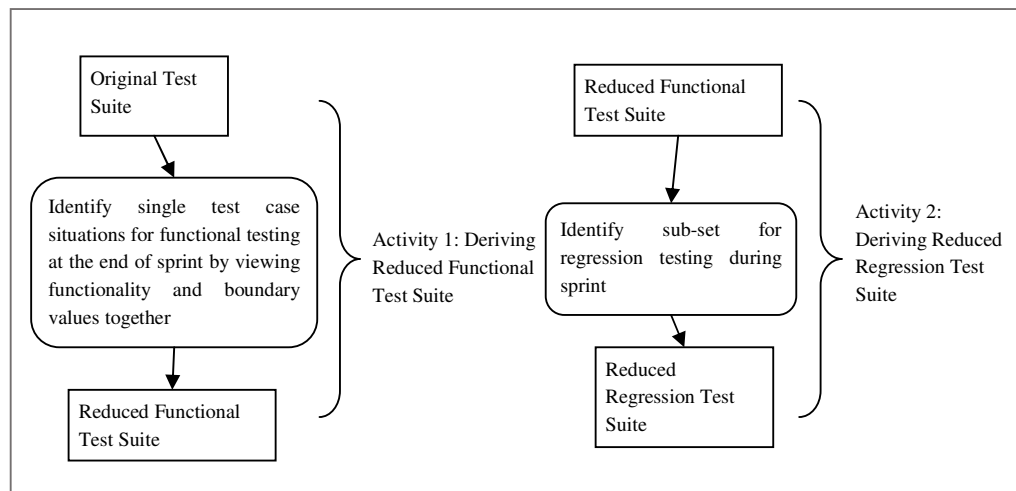 Original Test
Suite
Identify single test case
situations for functional testing
at the end of sprint by viewing
functionality and boundary
values together
Reduced Functional
Test Suite
Activity 1: Deriving
Reduced Functional
Test Suite
Reduced Functional
Test Suite
Identify sub-set for
regression testing during
sprint
Reduced
Regression Test
Suite
Activity 2:
Deriving Reduced
Regression Test
Suite